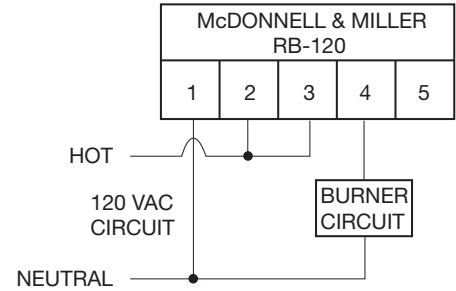 McDONNELL & MILLER
RB-120
1 2 3 4 5
HOT
120 VAC
CIRCUIT
BURNER
CIRCUIT
NEUTRAL